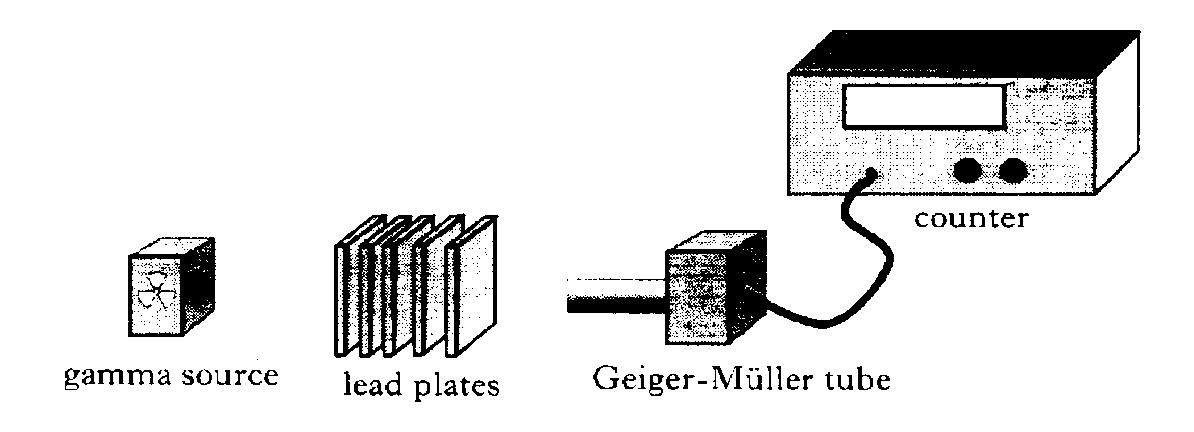 counter
gamma source
lead plates
Geiger-Müller tube